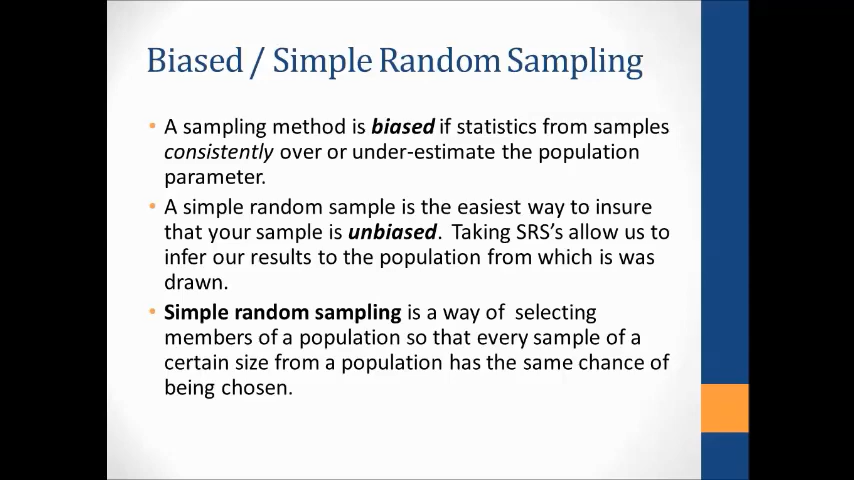 Biased / Simple Random Sampling
• A sampling method is biased if statistics from samples
consistently over or under-estimate the population
parameter.
• A simple random sample is the easiest way to insure
that your sample is unbiased. Taking SRS's allow us to
infer our results to the population from which is was
drawn.
• Simple random sampling is a way of selecting
members of a population so that every sample of a
certain size from a population has the same chance of
being chosen.